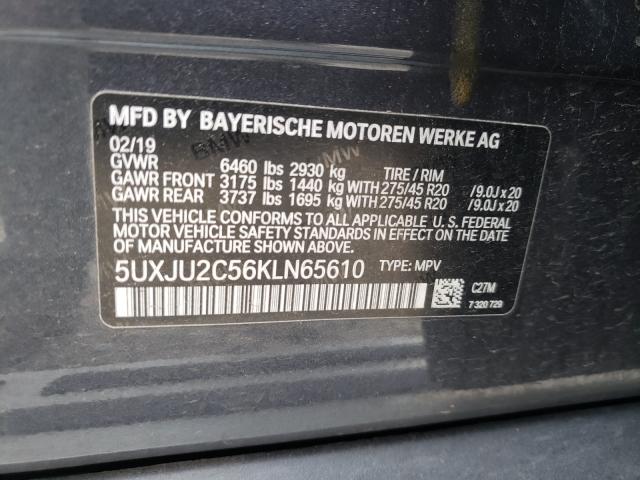 MFD BY BAYERISCHE MOTOREN WERKE AG
02/19
GVWR 6460 lbs 2930 kg TIRE / RIM
GAWR FRONT 3175 lbs 1440 kg WITH 275/45 R20 /9.0J x 20
GAWR REAR 3737 lbs 1695 kg WITH 275/45 R20 /9.0J x 20
THIS VEHICLE CONFORMS TO ALL APPLICABLE U. S. FEDERAL
MOTOR VEHICLE SAFETY STANDARDS IN EFFECT ON THE
DATE OF MANUFACTURE SHOWN ABOVE.
5UXJU2C56KLN65610 TYPE: MPV
C27M
7 320 729